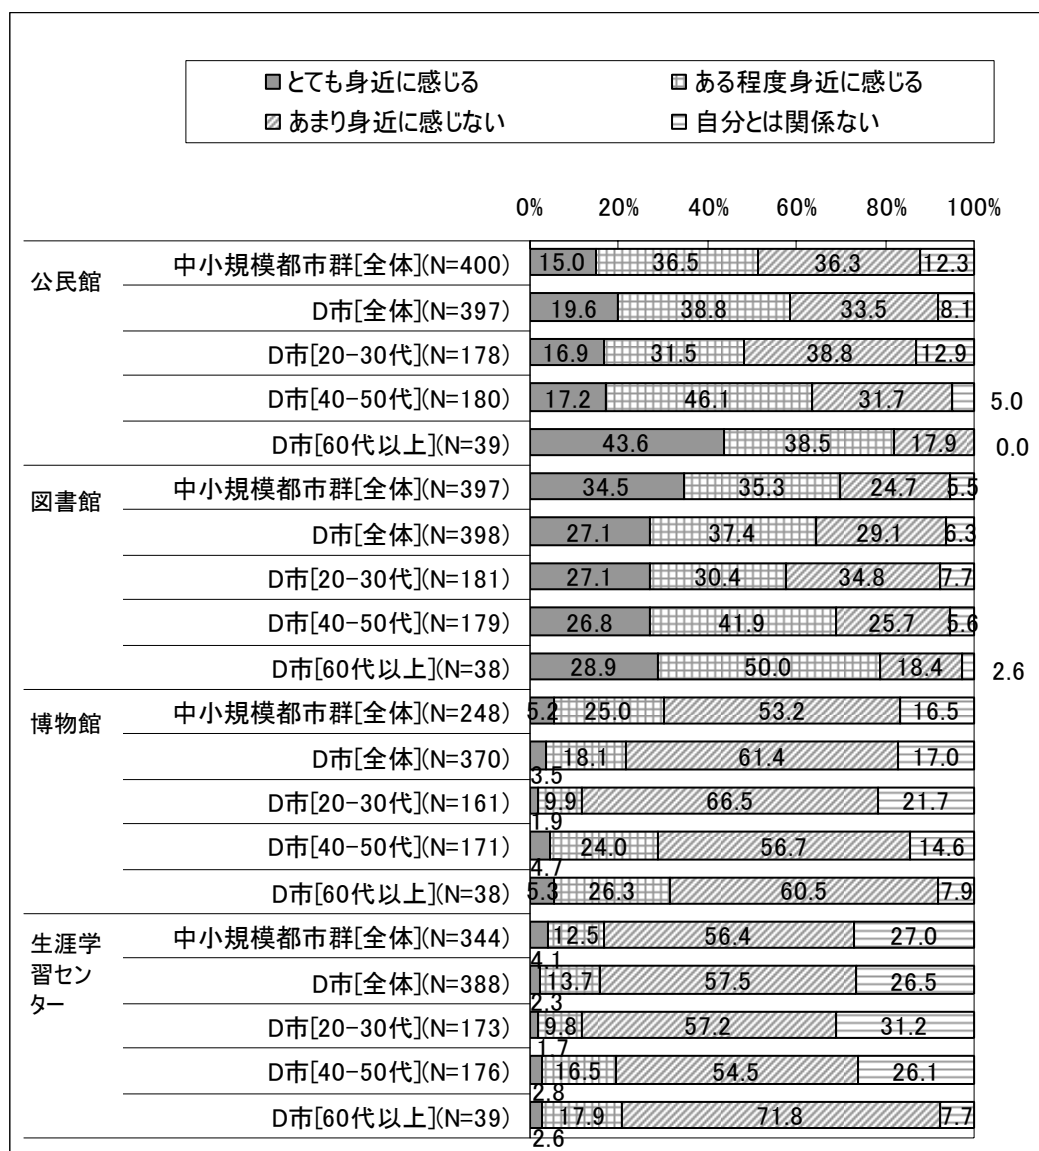 とても身近に感じる ある程度身近に感じる
あまり身近に感じない 自分とは関係ない
0% 20% 40% 60% 80% 100%
公民館
中小規模都市群[全体](N=400) 15.0 36.5 36.3 12.3
D市[全体](N=397) 19.6 38.8 33.5 8.1
D市[20-30代](N=178) 16.9 31.5 38.8 12.9
D市[40-50代](N=180) 17.2 46.1 31.7 5.0
D市[60代以上](N=39) 43.6 38.5 17.9 0.0
図書館
中小規模都市群[全体](N=397) 34.5 35.3 24.7 5.5
D市[全体](N=398) 27.1 37.4 29.1 6.3
D市[20-30代](N=181) 27.1 30.4 34.8 7.7
D市[40-50代](N=179) 26.8 41.9 25.7 5.6
D市[60代以上](N=38) 28.9 50.0 18.4 2.6
博物館
中小規模都市群[全体](N=248) 5.2 25.0 53.2 16.5
D市[全体](N=370) 3.5 18.1 61.4 17.0
D市[20-30代](N=161) 1.9 9.9 66.5 21.7
D市[40-50代](N=171) 4.7 24.0 56.7 14.6
D市[60代以上](N=38) 5.3 26.3 60.5 7.9
生涯学
習セン
ター
中小規模都市群[全体](N=344) 4.1 12.5 56.4 27.0
D市[全体](N=388) 2.3 13.7 57.5 26.5
D市[20-30代](N=173) 1.7 9.8 57.2 31.2
D市[40-50代](N=176) 2.8 16.5 54.5 26.1
D市[60代以上](N=39) 2.6 17.9 71.8 7.7